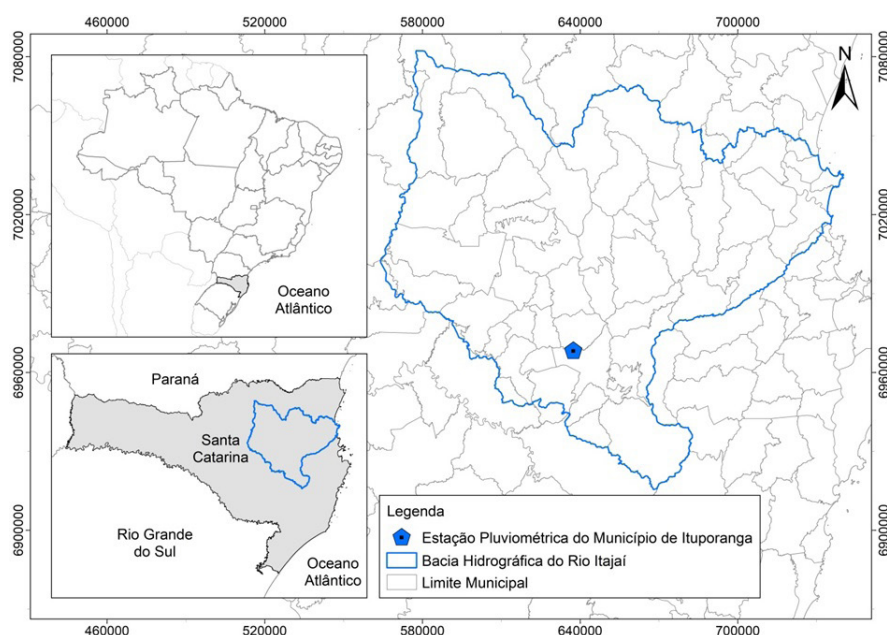 460000
520000
580000
640000
700000
7080000
7080000
N
7020000
7020000
Oceano
Atlântico
6960000
6960000
Paraná
Santa
Catarina
Rio Grande
do Sul
Oceano
Atlântico
6900000
6900000
Legenda
Estação Pluviométrica do Município de Ituporanga
Bacia Hidrográfica do Rio Itajaí
Limite Municipal
460000
520000
580000
640000
700000